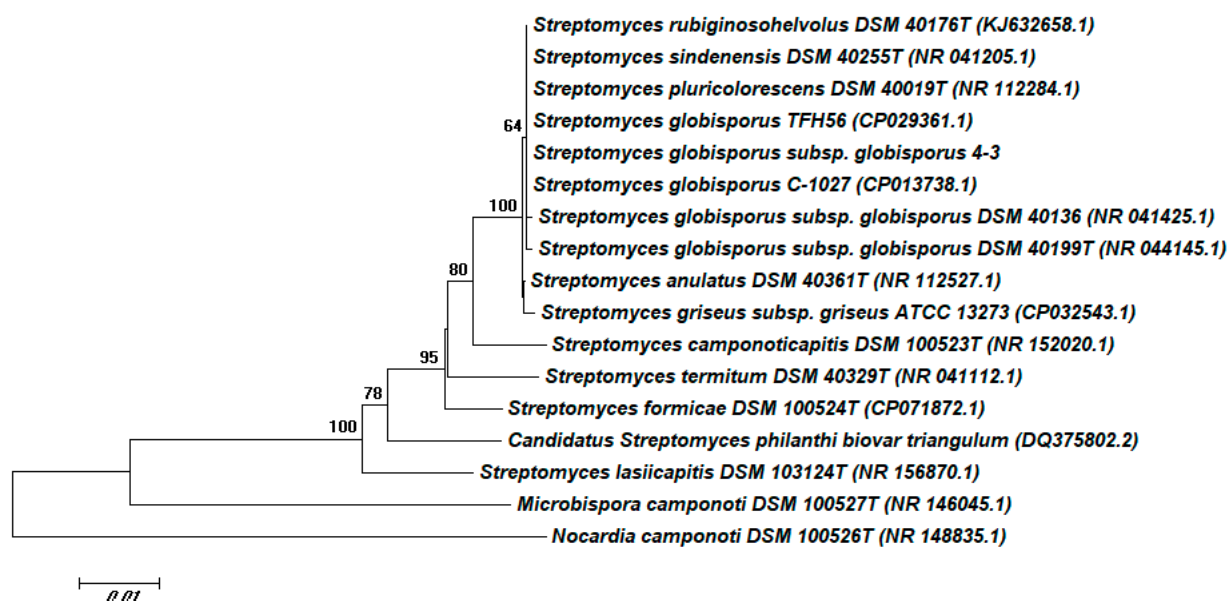 Streptomyces rubiginosohelvolus DSM 40176T (KJ632658.1)
Streptomyces sindenensis DSM 40255T (NR 041205.1)
Streptomyces pluricolorescens DSM 40019T (NR 112284.1)
64
Streptomyces globisporus TFH56 (CP029361.1)
Streptomyces globisporus subsp. globisporus 4-3
Streptomyces globisporus C-1027 (CP013738.1)
100
Streptomyces globisporus subsp. globisporus DSM 40136 (NR 041425.1)
Streptomyces globisporus subsp. globisporus DSM 40199T (NR 044145.1)
80
Streptomyces anulatus DSM 40361T (NR 112527.1)
Streptomyces griseus subsp. griseus ATCC 13273 (CP032543.1)
Streptomyces camponoticapitis DSM 100523T (NR 152020.1)
95
Streptomyces termitum DSM 40329T (NR 041112.1)
78
Streptomyces formicae DSM 100524T (CP071872.1)
100
Candidatus Streptomyces philanthi biovar triangulum (DQ375802.2)
Streptomyces lasiicapitis DSM 103124T (NR 156870.1)
Microbispora camponoti DSM 100527T (NR 146045.1)
Nocardia camponoti DSM 100526T (NR 148835.1)
0.01